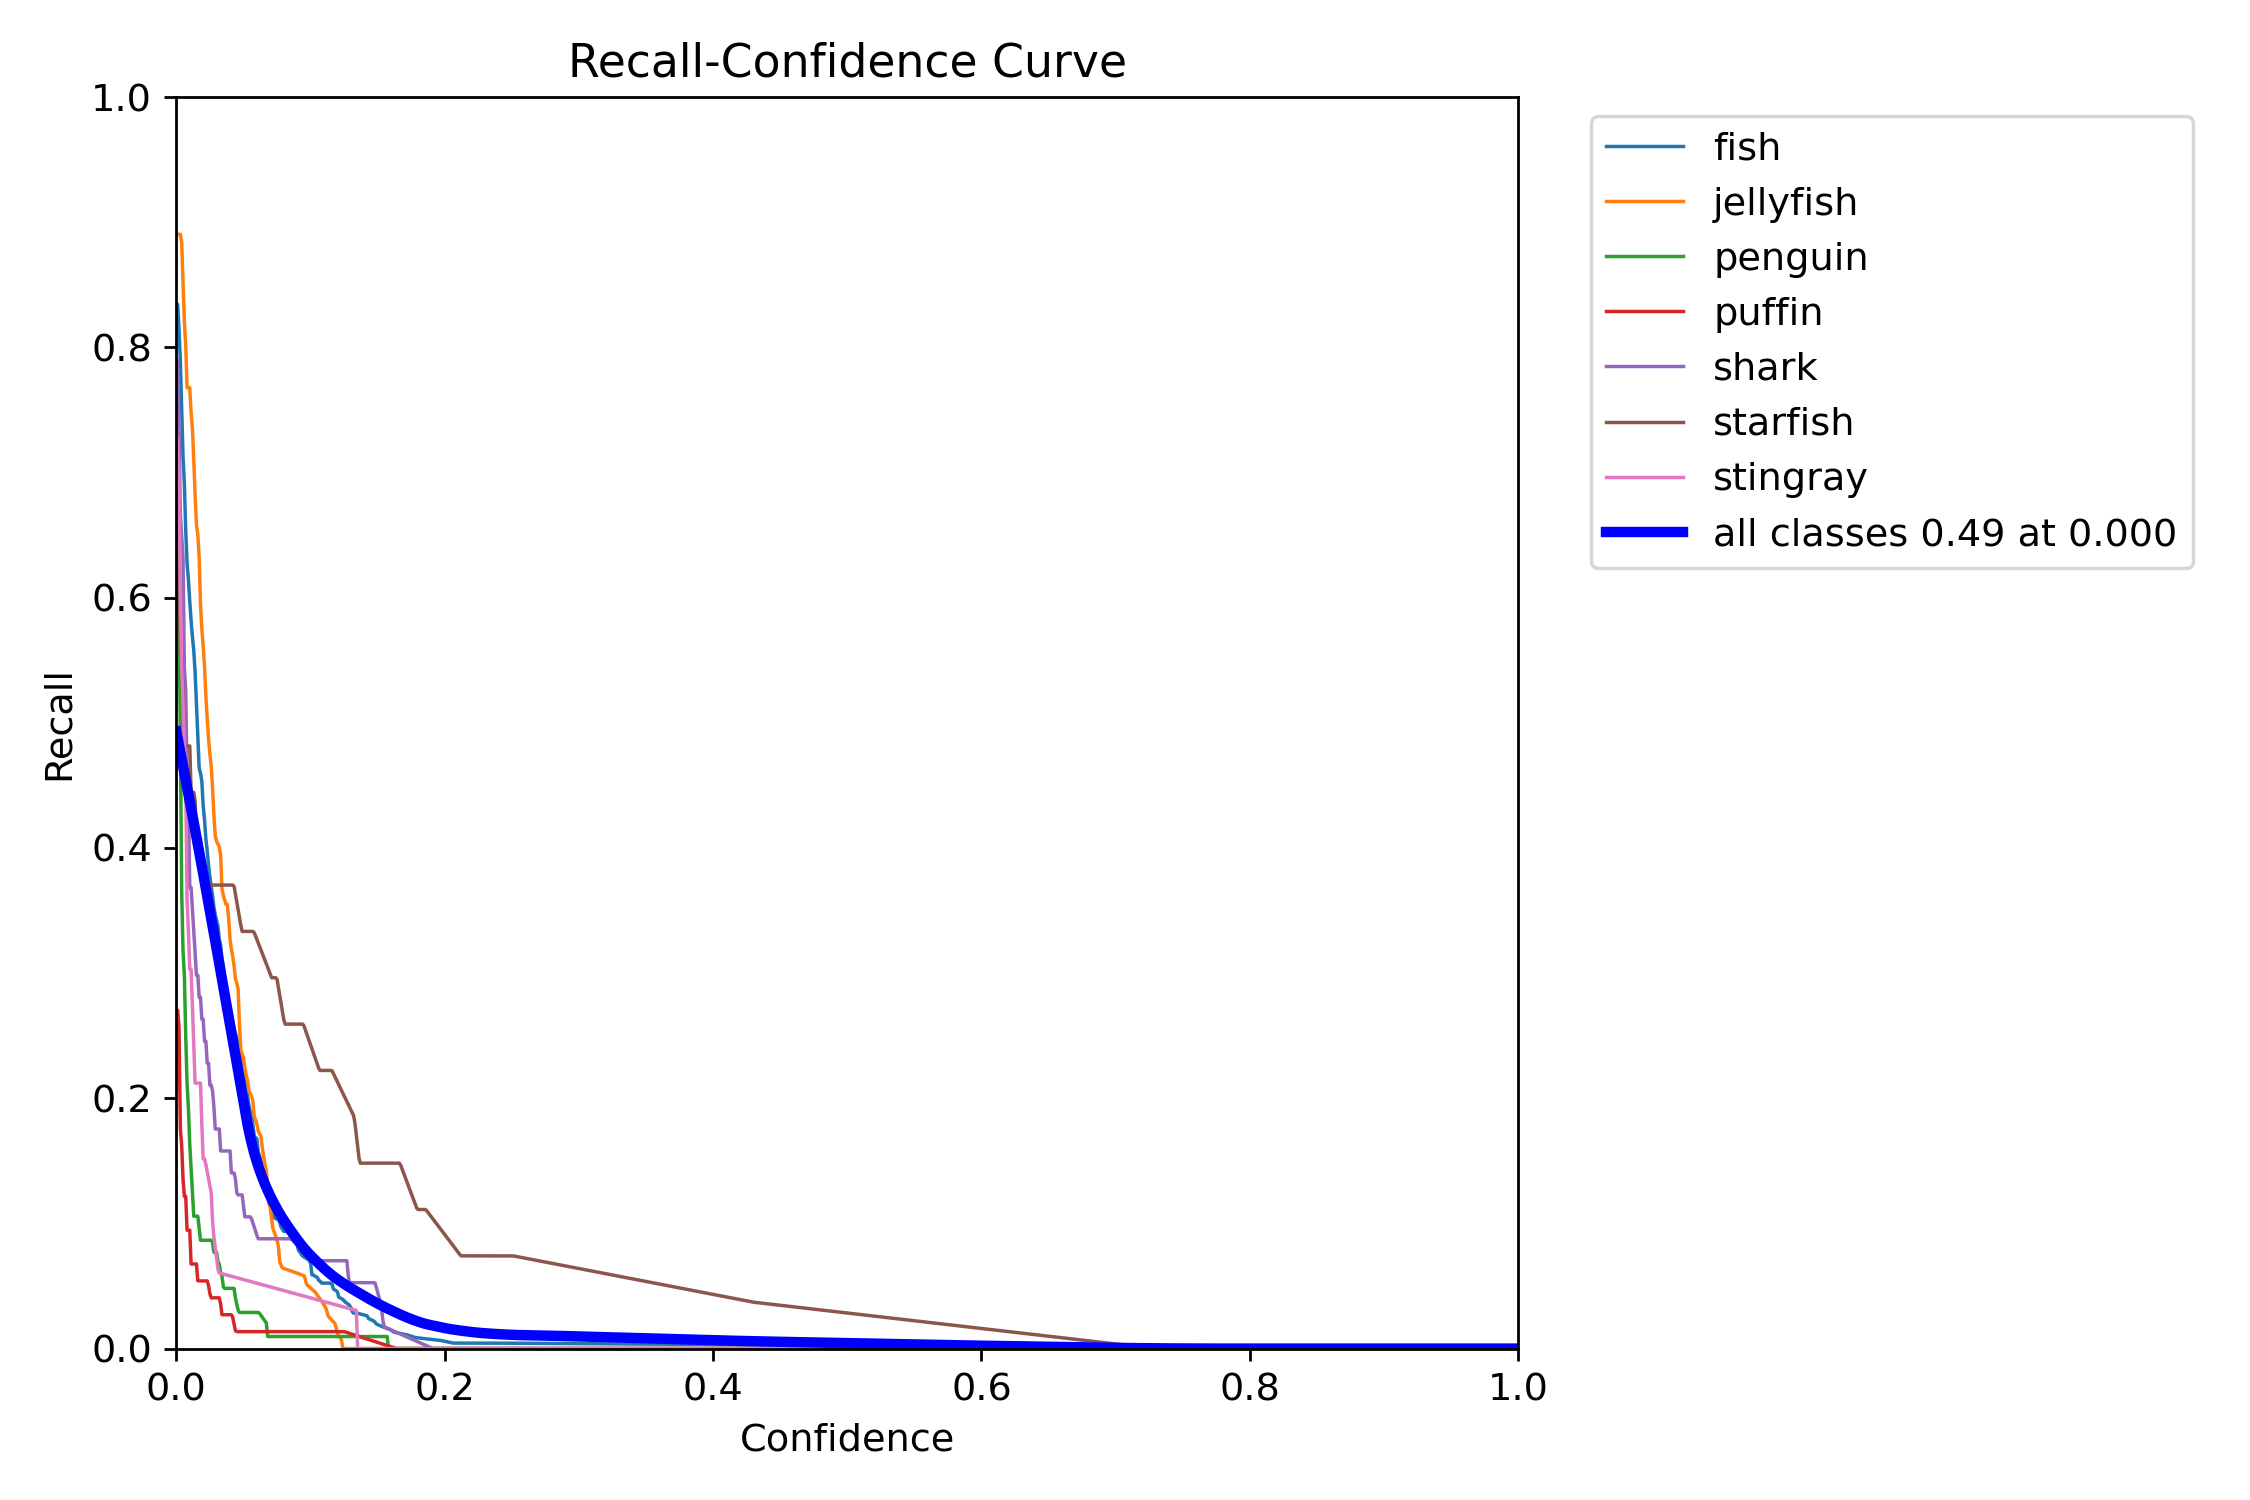 Recall-Confidence Curve
1.0
0.8
0.6
0.4
0.2
0.0
Recall
0.0 0.2 0.4 0.6 0.8 1.0
Confidence
fish
jellyfish
penguin
puffin
shark
starfish
stingray
all classes 0.49 at 0.000